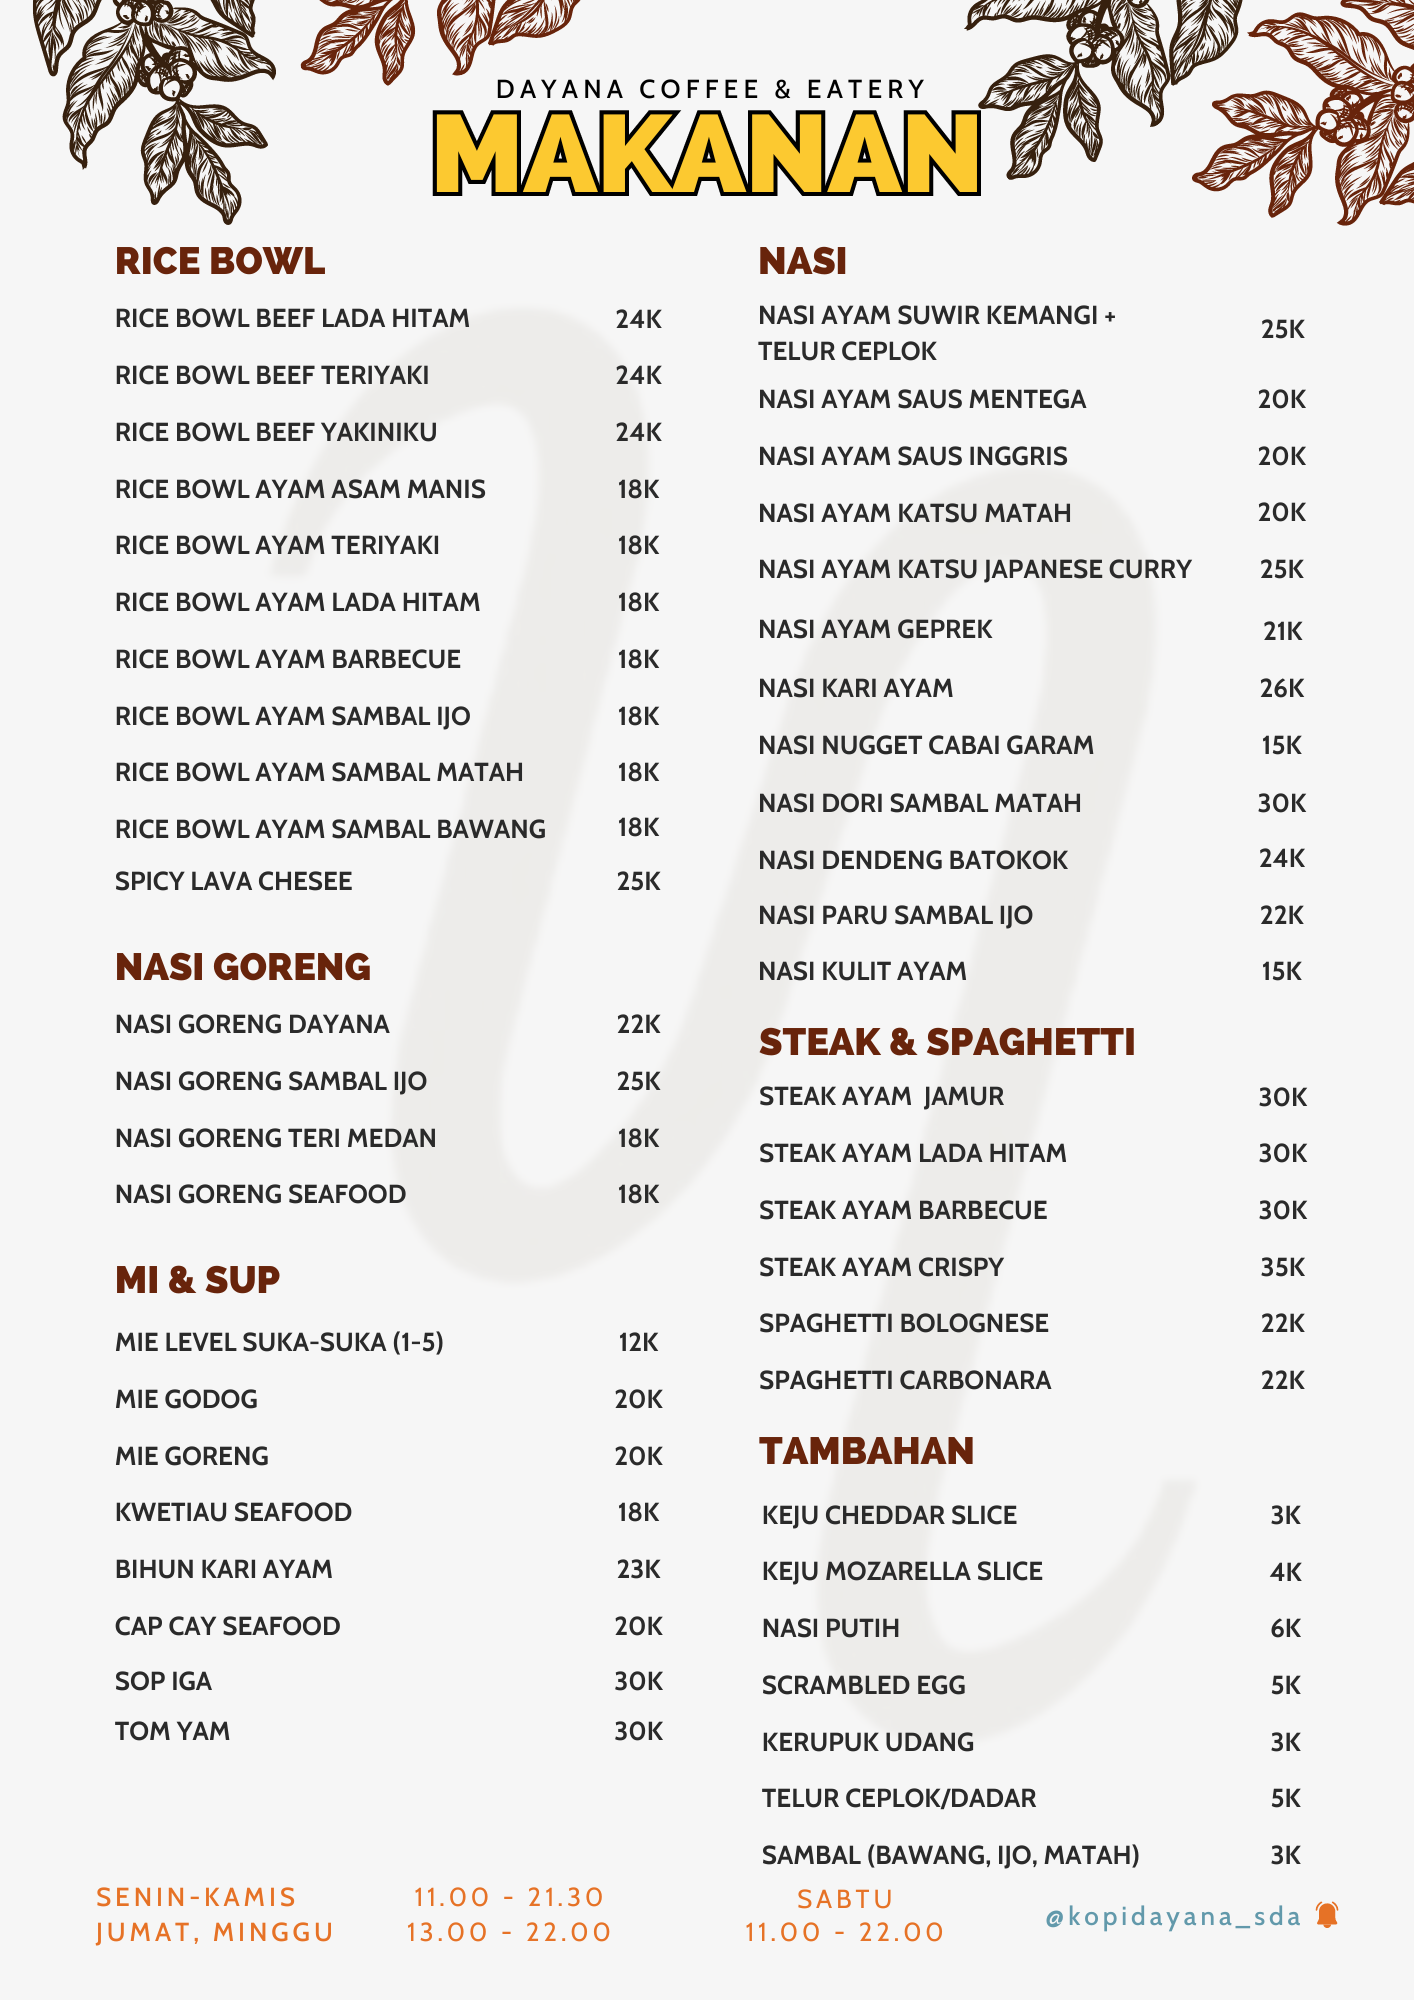 DAYANA COFFEE & EATERY
MAKANAN
RICE BOWL
RICE BOWL BEEF LADA HITAM 24K
RICE BOWL BEEF TERIYAKI 24K
RICE BOWL BEEF YAKINIKU 24K
RICE BOWL AYAM ASAM MANIS 18K
RICE BOWL AYAM TERIYAKI 18K
RICE BOWL AYAM LADA HITAM 18K
RICE BOWL AYAM BARBECUE 18K
RICE BOWL AYAM SAMBAL IJO 18K
RICE BOWL AYAM SAMBAL MATAH 18K
RICE BOWL AYAM SAMBAL BAWANG 18K
SPICY LAVA CHESEE 25K
NASI GORENG
NASI GORENG DAYANA 22K
NASI GORENG SAMBAL IJO 25K
NASI GORENG TERI MEDAN 18K
NASI GORENG SEAFOOD 18K
MI & SUP
MIE LEVEL SUKA-SUKA (1-5) 12K
MIE GODOG 20K
MIE GORENG 20K
KWETIAU SEAFOOD 18K
BIHUN KARI AYAM 23K
CAP CAY SEAFOOD 20K
SOP IGA 30K
TOM YAM 30K
NASI
NASI AYAM SUWIR KEMANGI +
TELUR CEPLOK 25K
NASI AYAM SAUS MENTEGA 20K
NASI AYAM SAUS INGGRIS 20K
NASI AYAM KATSU MATAH 20K
NASI AYAM KATSU JAPANESE CURRY 25K
NASI AYAM GEPREK 21K
NASI KARI AYAM 26K
NASI NUGGET CABAI GARAM 15K
NASI DORI SAMBAL MATAH 30K
NASI DENDENG BATOKOK 24K
NASI PARU SAMBAL IJO 22K
NASI KULIT AYAM 15K
STEAK & SPAGHETTI
STEAK AYAM JAMUR 30K
STEAK AYAM LADA HITAM 30K
STEAK AYAM BARBECUE 30K
STEAK AYAM CRISPY 35K
SPAGHETTI BOLOGNESE 22K
SPAGHETTI CARBONARA 22K
TAMBAHAN
KEJU CHEDDAR SLICE 3K
KEJU MOZARELLA SLICE 4K
NASI PUTIH 6K
SCRAMBLED EGG 5K
KERUPUK UDANG 3K
TELUR CEPLOK/DADAR 5K
SAMBAL (BAWANG, IJO, MATAH) 3K
SENIN-KAMIS 11.00 - 21.30
JUMAT, MINGGU 13.00 - 22.00
SABTU
11.00 - 22.00
@kopidayana_sda